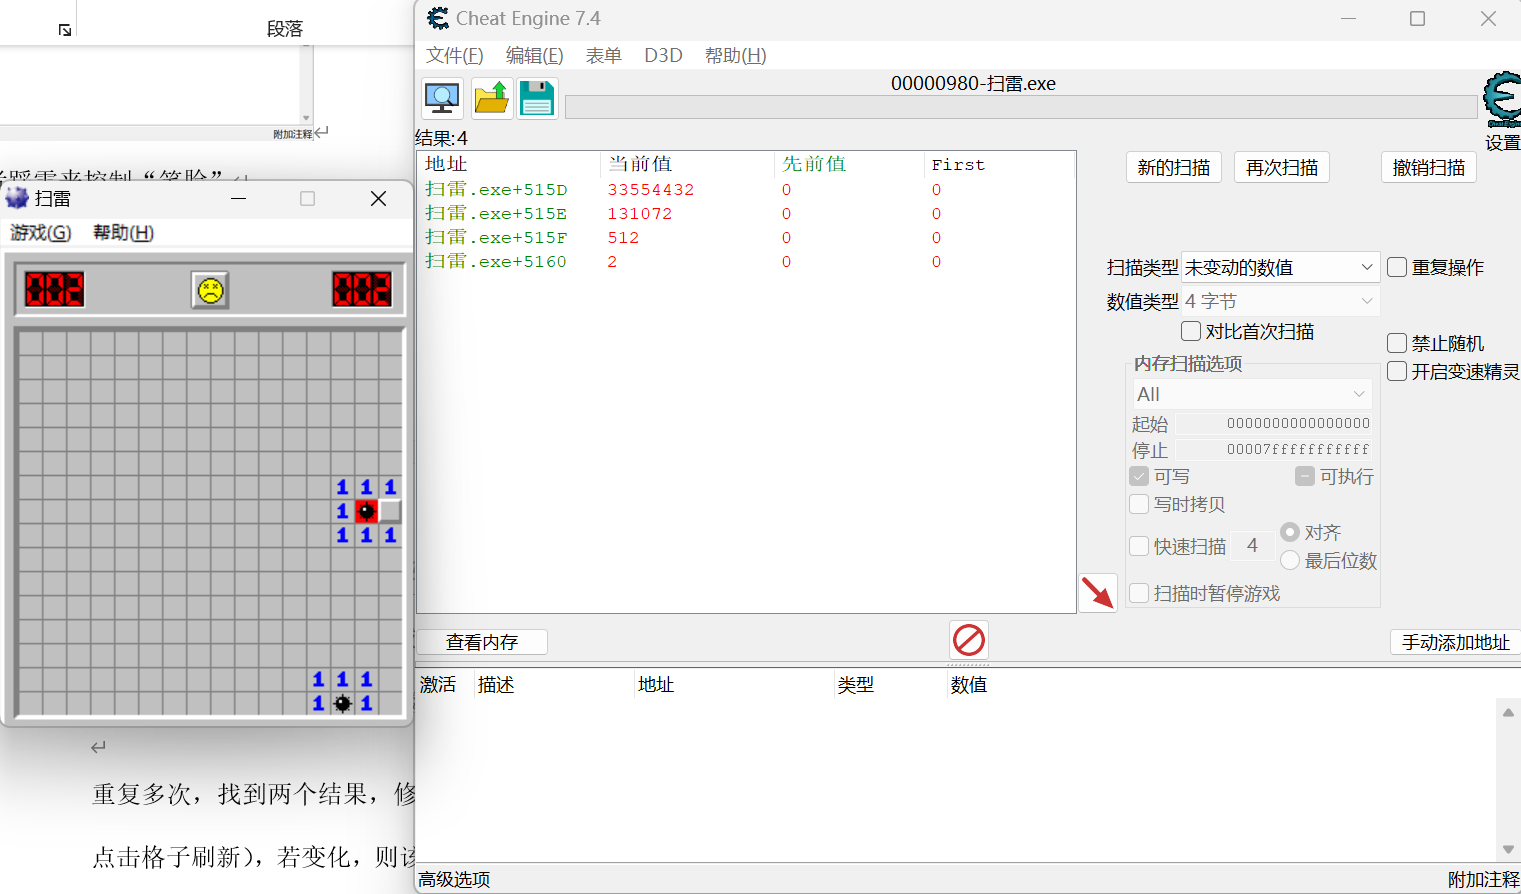 段落
附加注释
踩雷来控制“笑脸”
扫雷
游戏(G) 帮助(H)
002 002
1 1 1
1
1 1 1
1 1 1
1 1
重复多次，找到两个结果，修
点击格子刷新），若变化，则该
Cheat Engine 7.4
文件(F) 编辑(E) 表单 D3D 帮助(H)
00000980-扫雷.exe
Cheat Engine
设置
结果:4
地址 当前值 先前值 First
扫雷.exe+515D 33554432 0 0
扫雷.exe+515E 131072 0 0
扫雷.exe+515F 512 0 0
扫雷.exe+5160 2 0 0
新的扫描 再次扫描 撤销扫描
扫描类型 未变动的数值 重复操作
数值类型 4 字节
对比首次扫描
禁止随机
开启变速精灵
内存扫描选项
All
起始 0000000000000000
停止 00007fffffffffff
可写 可执行
写时拷贝
快速扫描 4 对齐
最后位数
扫描时暂停游戏
查看内存 手动添加地址
激活 描述 地址 类型 数值
高级选项 附加注释